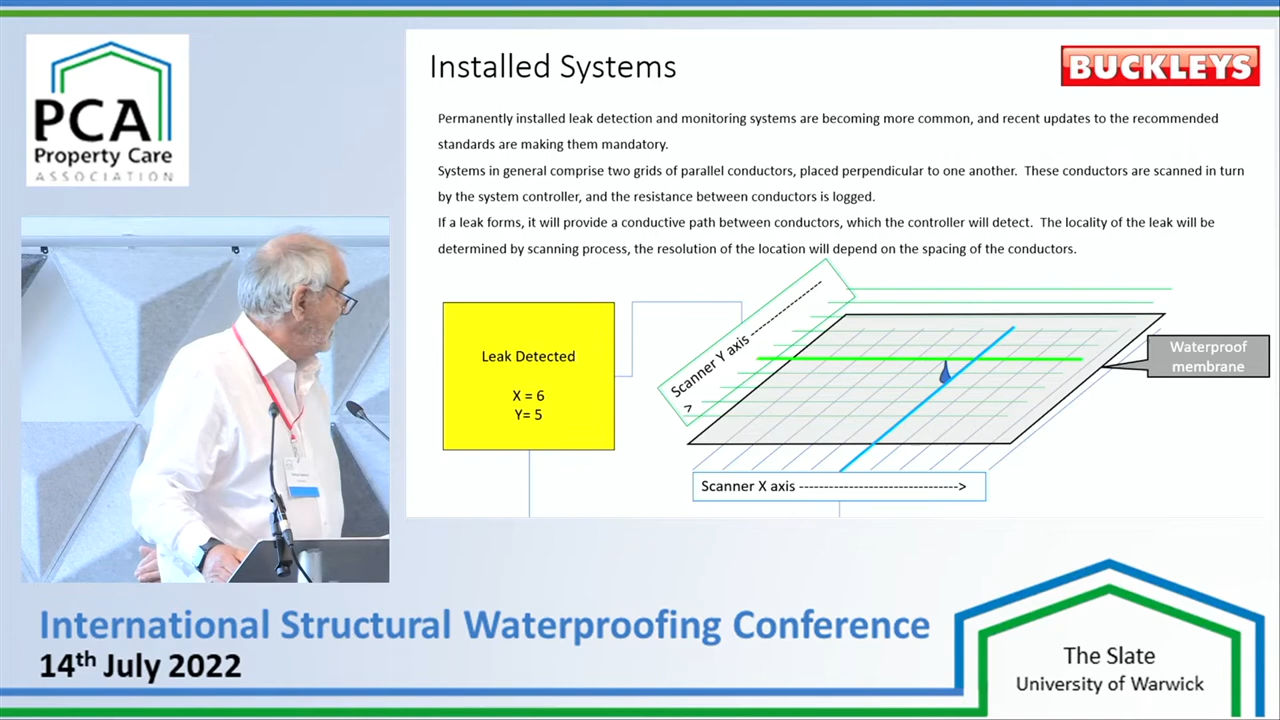 PCA
Property Care
ASSOCIATION
Installed Systems
BUCKLEYS
Permanently installed leak detection and monitoring systems are becoming more common, and recent updates to the recommended
standards are making them mandatory.
Systems in general comprise two grids of parallel conductors, placed perpendicular to one another. These conductors are scanned in turn
by the system controller, and the resistance between conductors is logged.
If a leak forms, it will provide a conductive path between conductors, which the controller will detect. The locality of the leak will be
determined by scanning process, the resolution of the location will depend on the spacing of the conductors.
Leak Detected
X = 6
Y= 5
Scanner Y axis ------------------
>
Waterproof
membrane
Scanner X axis --------------------------------->
International Structural Waterproofing Conference
14th July 2022
The Slate
University of Warwick